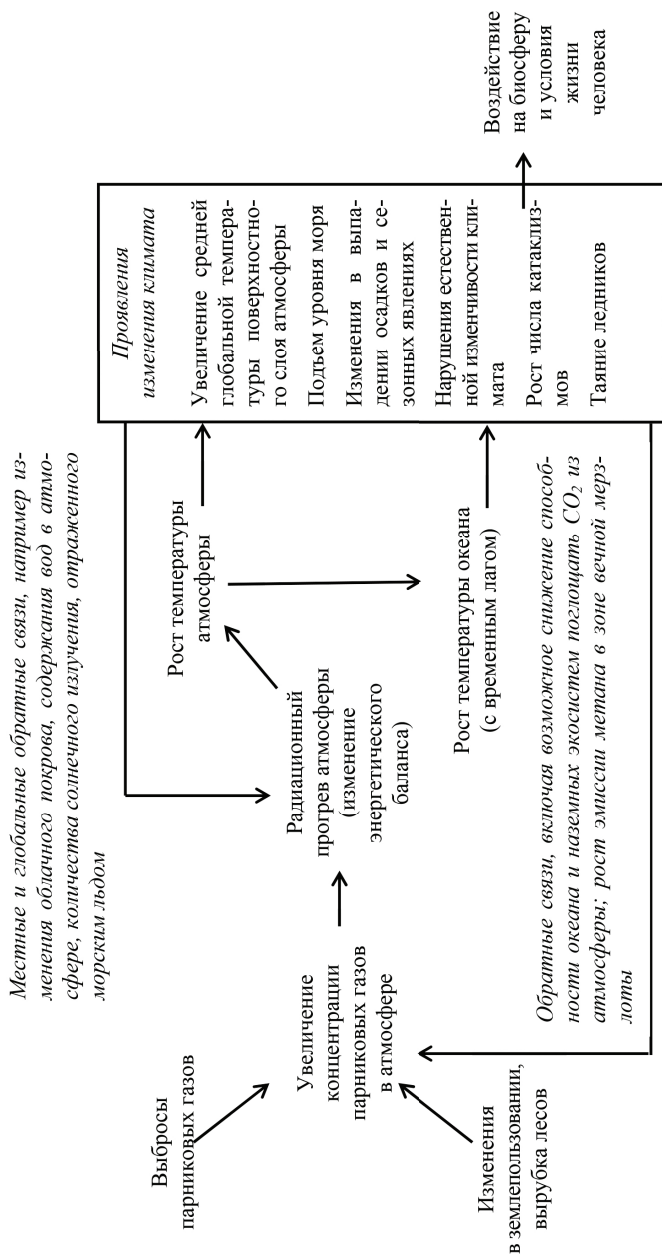 Местные и глобальные обратные связи, например из-
менения облачного покрова, содержания вод в атмо-
сфере, количества солнечного излучения, отраженного
морским льдом
Выбросы
парниковых газов
Изменения
в землепользовании,
вырубка лесов
Увеличение
концентрации
парниковых газов
в атмосфере
Радиационный
прогрев атмосферы
(изменение
энергетического
баланса)
Рост температуры
атмосферы
Рост температуры океана
(с временным лагом)
Проявления
изменения климата
Увеличение средней
глобальной темпера-
туры поверхностно-
го слоя атмосферы
Подъем уровня моря
Изменения в выпа-
дении осадков и се-
зонных явлениях
Нарушения естествен-
ной изменчивости кли-
мата
Рост числа катаклиз-
мов
Таяние ледников
Воздействие
на биосферу
и условия
жизни
человека
Обратные связи, включая возможное снижение способ-
ности океана и наземных экосистем поглощать CO₂ из
атмосферы; рост эмиссии метана в зоне вечной мерз-
лоты